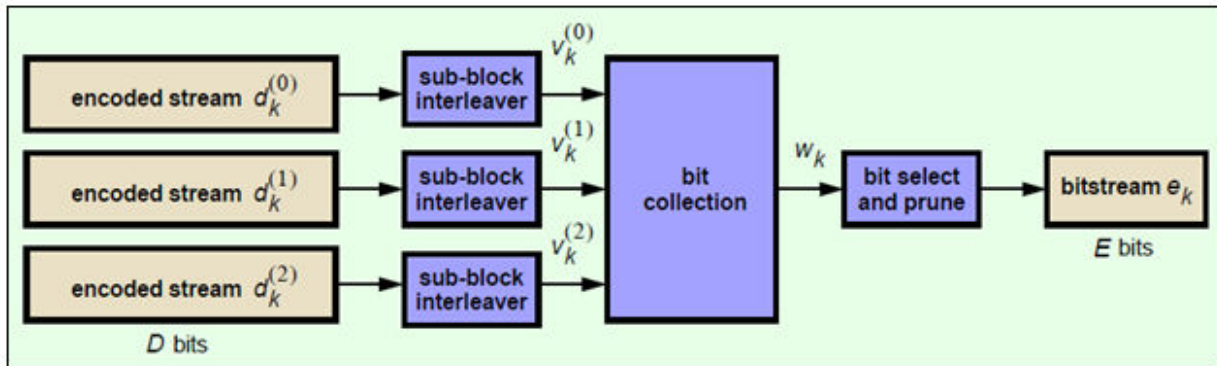 v_k^(0)
encoded stream d_k^(0)
sub-block
interleaver
v_k^(1)
encoded stream d_k^(1)
sub-block
interleaver
v_k^(2)
encoded stream d_k^(2)
sub-block
interleaver
D bits
bit
collection
w_k
bit select
and prune
bitstream e_k
E bits